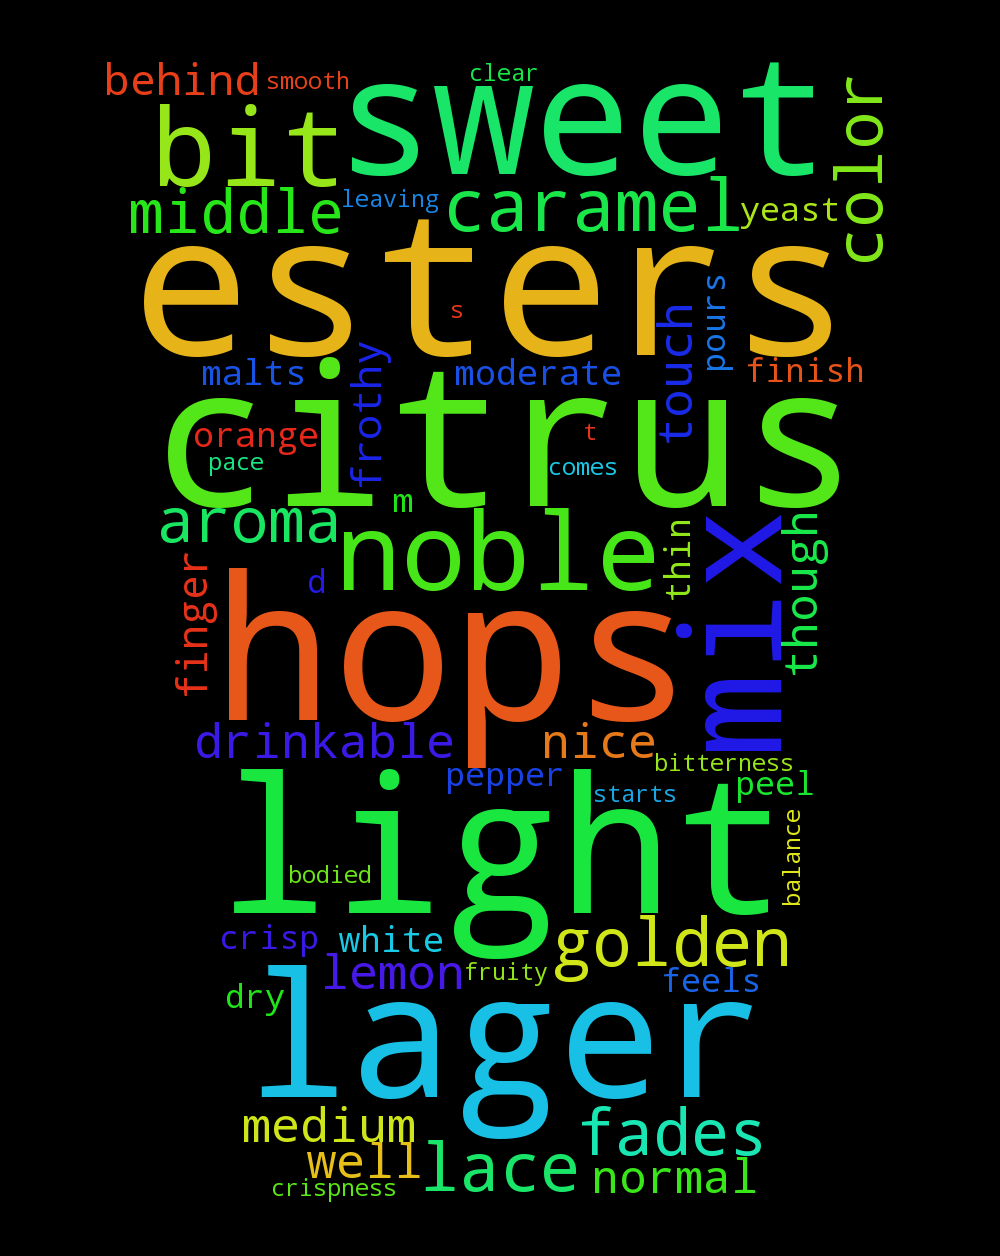 clear
behind
smooth
sweet
color
bit
leaving
caramel
middle
yeast
esters
s
pours
touch
frothy
malts
moderate
finish
citrus
orange
t
pace
comes
m
aroma
noble
thin
mix
though
finger
d
hops
drinkable
nice
bitterness
pepper
peel
starts
light
balance
bodied
crisp
white
golden
lemon
fruity
feels
dry
lager
medium
fades
well
lace
normal
crispness